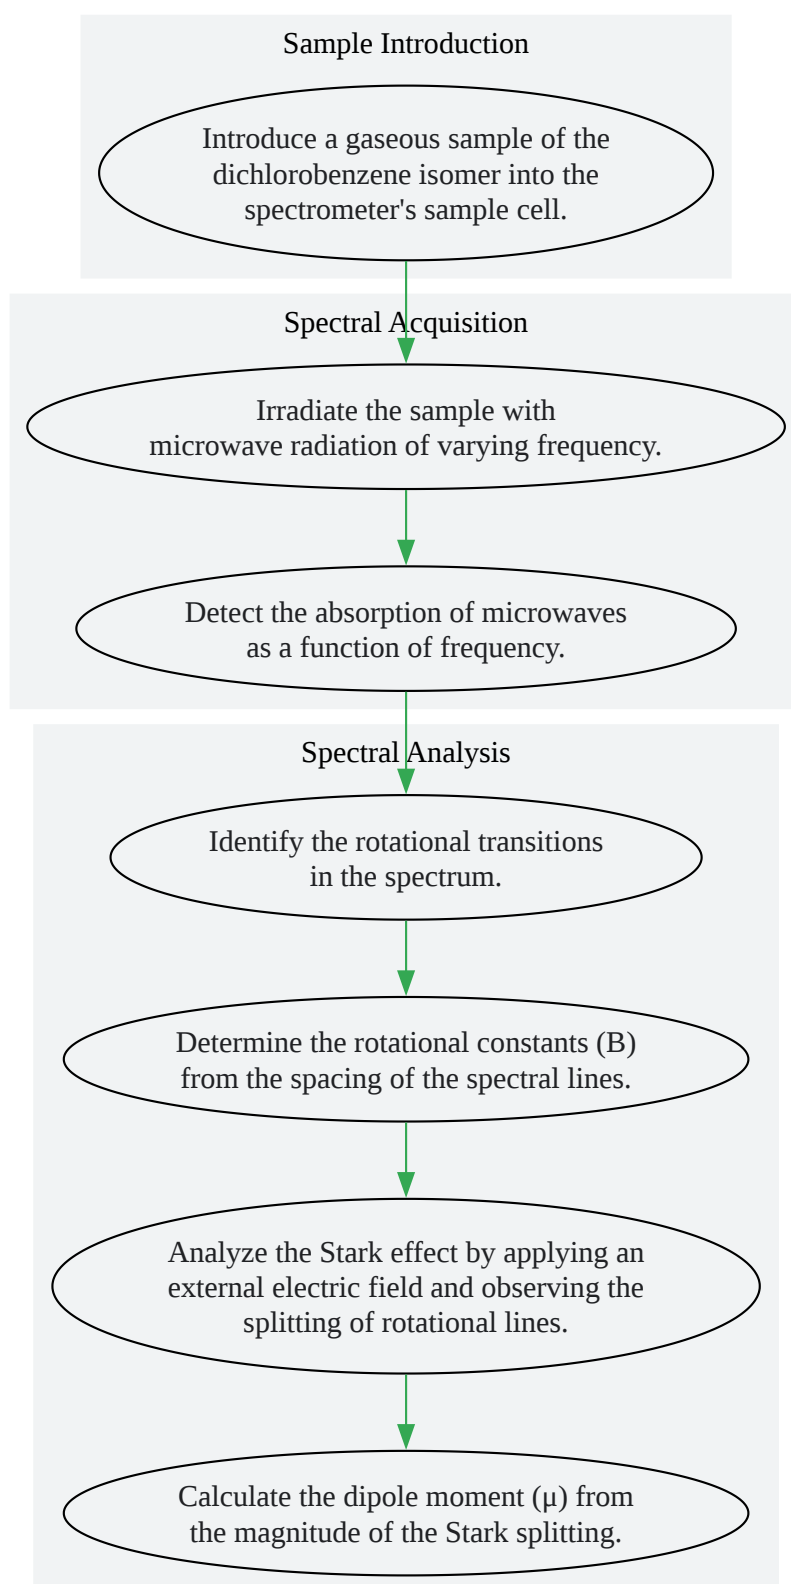 Sample Introduction
Introduce a gaseous sample of the
dichlorobenzene isomer into the
spectrometer's sample cell.
Spectral Acquisition
Irradiate the sample with
microwave radiation of varying frequency.
Detect the absorption of microwaves
as a function of frequency.
Spectral Analysis
Identify the rotational transitions
in the spectrum.
Determine the rotational constants (B)
from the spacing of the spectral lines.
Analyze the Stark effect by applying an
external electric field and observing the
splitting of rotational lines.
Calculate the dipole moment (μ) from
the magnitude of the Stark splitting.